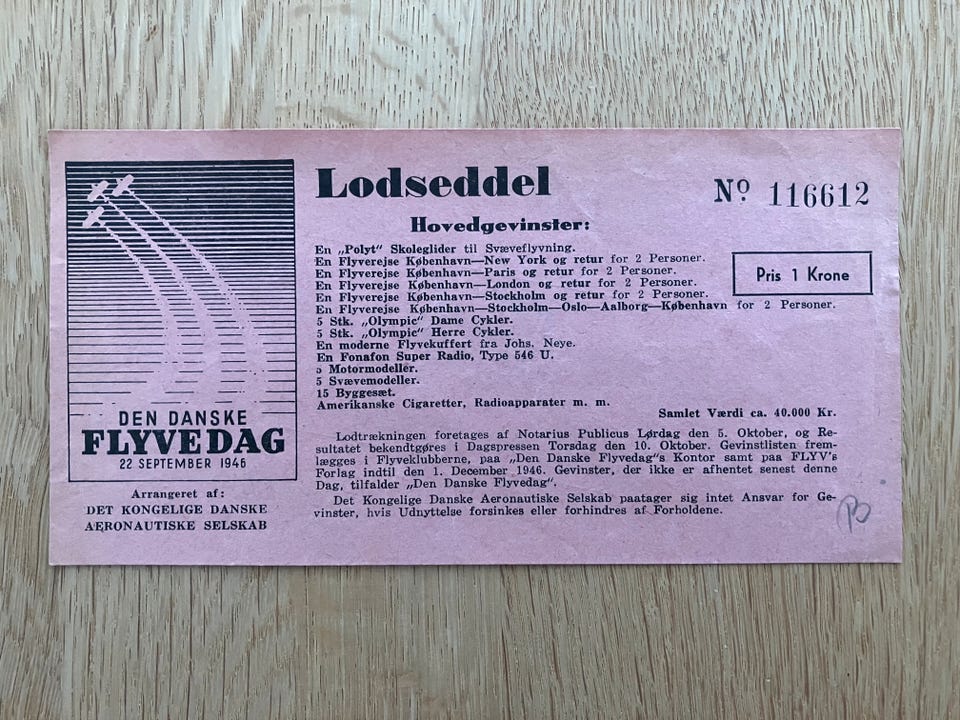 Lodseddel
Nº 116612
Hovedgevinster:
En „Polyt" Skoleglider til Svæveflyvning.
En Flyverejse København—New York og retur for 2 Personer.
En Flyverejse København—Paris og retur for 2 Personer.
En Flyverejse København—London og retur for 2 Personer.
En Flyverejse København—Stockholm og retur for 2 Personer.
En Flyverejse København—Stockholm—Oslo—Aalborg—København for 2 Personer.
5 Stk. „Olympic" Dame Cykler.
5 Stk. „Olympic" Herre Cykler.
En moderne Flyvekuffert fra Johs. Neye.
En Fonafon Super Radio, Type 546 U.
5 Motormodeller.
5 Svævemodeller.
15 Byggesæt.
Amerikanske Cigaretter, Radioapparater m. m.
Samlet Værdi ca. 40.000 Kr.
Pris 1 Krone
Lodtrækningen foretages af Notarius Publicus Lørdag den 5. Oktober, og Re-
sultatet bekendtgøres i Dagspressen Torsdag den 10. Oktober. Gevinstlisten frem-
lægges i Flyveklubberne, paa „Den Danske Flyvedag"s Kontor samt paa FLYV's
Forlag indtil den 1. December 1946. Gevinster, der ikke er afhentet senest denne
Dag, tilfalder „Den Danske Flyvedag".
Det Kongelige Danske Aeronautiske Selskab paatager sig intet Ansvar for Ge-
vinster, hvis Udnyttelse forsinkes eller forhindres af Forholdene.
DEN DANSKE
FLYVEDAG
22 SEPTEMBER 1946
Arrangeret af:
DET KONGELIGE DANSKE
AERONAUTISKE SELSKAB